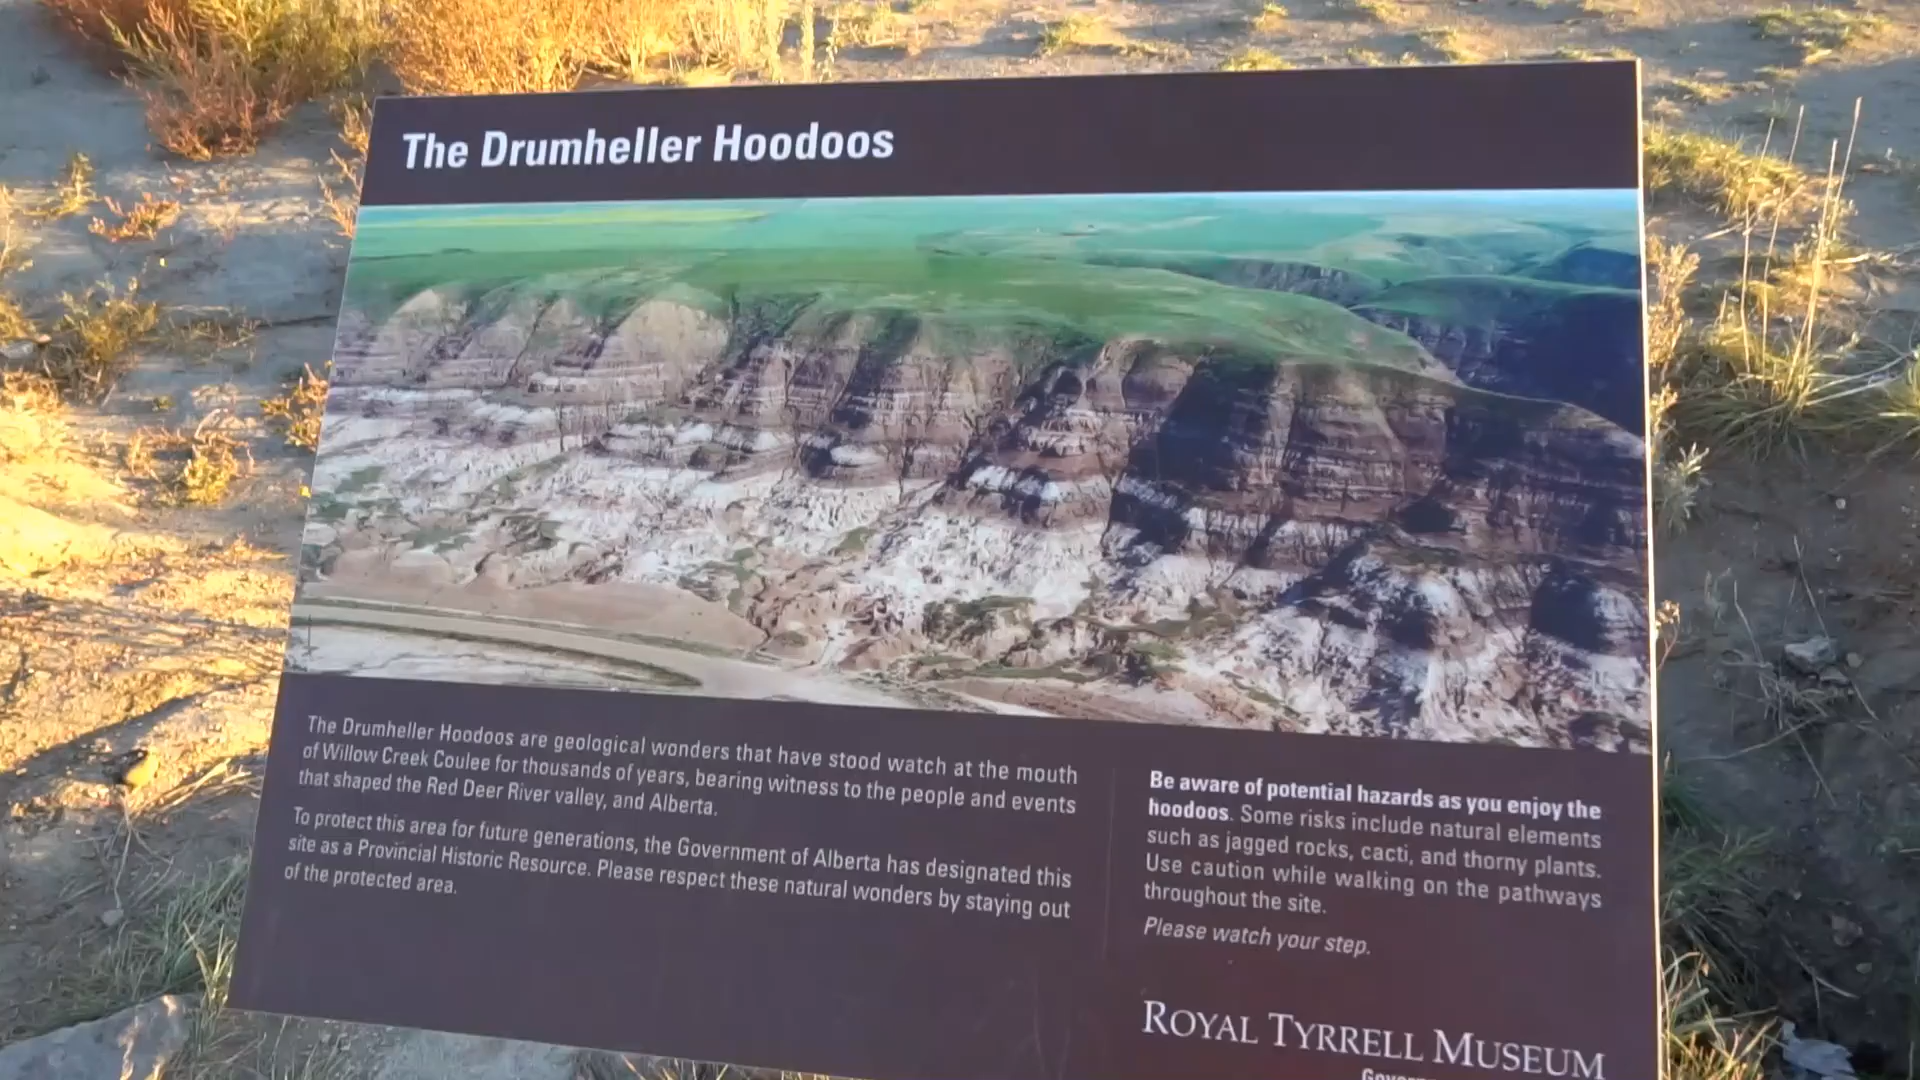 The Drumheller Hoodoos
The Drumheller Hoodoos are geological wonders that have stood watch at the mouth
of Willow Creek Coulee for thousands of years, bearing witness to the people and events
that shaped the Red Deer River valley, and Alberta.
To protect this area for future generations, the Government of Alberta has designated this
site as a Provincial Historic Resource. Please respect these natural wonders by staying out
of the protected area.
Be aware of potential hazards as you enjoy the
hoodoos. Some risks include natural elements
such as jagged rocks, cacti, and thorny plants.
Use caution while walking on the pathways
throughout the site.
Please watch your step.
ROYAL TYRRELL MUSEUM